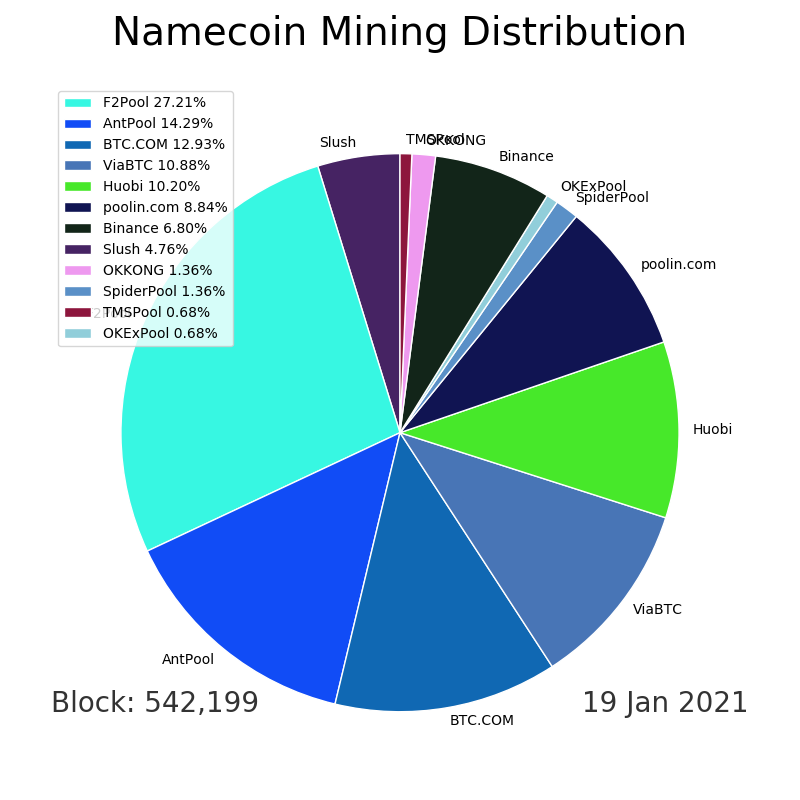 Namecoin Mining Distribution
F2Pool 27.21%
AntPool 14.29%
BTC.COM 12.93%
ViaBTC 10.88%
Huobi 10.20%
poolin.com 8.84%
Binance 6.80%
Slush 4.76%
OKKONG 1.36%
SpiderPool 1.36%
TMSPool 0.68%
OKExPool 0.68%
Slush
TMSPool
OKKONG
Binance
OKExPool
SpiderPool
poolin.com
Huobi
ViaBTC
BTC.COM
AntPool
Block: 542,199
19 Jan 2021